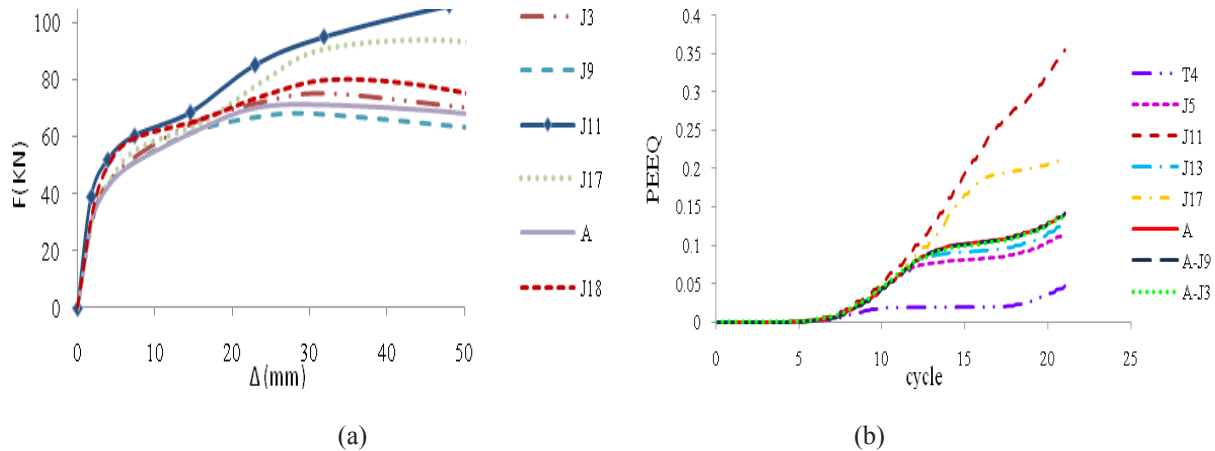 F(KN)
100
80
60
40
20
0
0 10 20 30 40 50
Δ(mm)
J3
J9
J11
J17
A
J18
(a)
PEEQ
0.4
0.35
0.3
0.25
0.2
0.15
0.1
0.05
0
0 5 10 15 20 25
cycle
T4
J5
J11
J13
J17
A
A-J9
A-J3
(b)